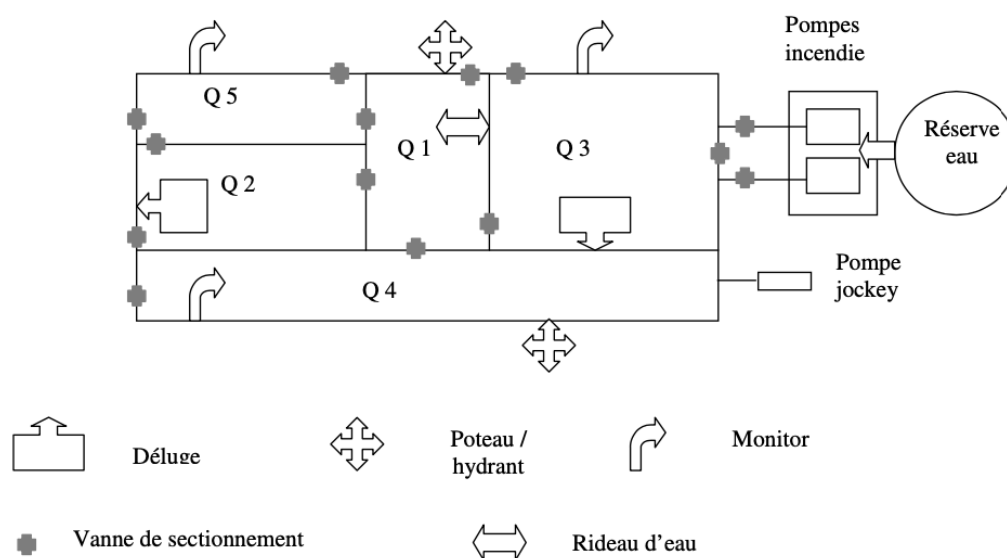 Pompes
incendie
Q 5
Réserve
eau
Q 1
Q 3
Q 2
Q 4
Pompe
jockey
Déluge
Poteau /
hydrant
Monitor
Vanne de sectionnement
Rideau d'eau